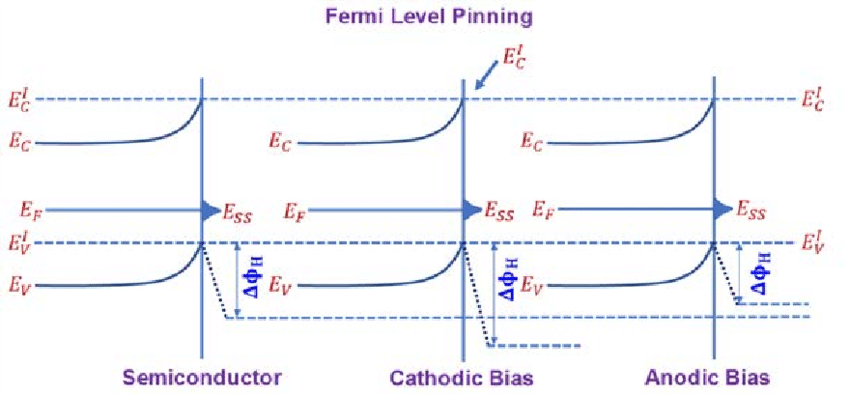 Fermi Level Pinning
E_C^I
E_C^I E_C^I
E_C E_C E_C
E_F E_SS E_F E_SS E_F E_SS
E_V^I E_V^I
E_V ΔΦ_H E_V ΔΦ_H E_V ΔΦ_H
Semiconductor Cathodic Bias Anodic Bias